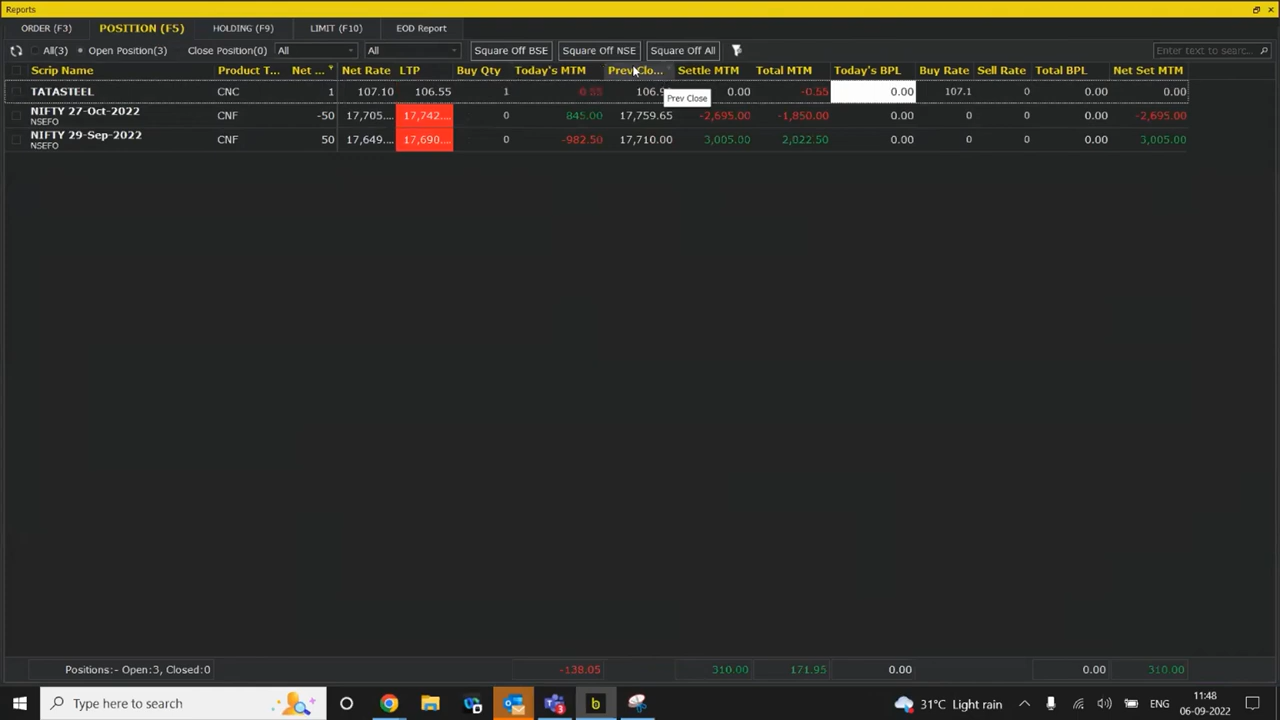 Reports
ORDER (F3) POSITION (F5) HOLDING (F9) LIMIT (F10) EOD Report
All(3) Open Position(3) Close Position(0) All All Square Off BSE Square Off NSE Square Off All Enter text to search...
Scrip Name Product T... Net ... Net Rate LTP Buy Qty Today's MTM Prev Clo... Settle MTM Total MTM Today's BPL Buy Rate Sell Rate Total BPL Net Set MTM
TATASTEEL CNC 1 107.10 106.55 1 -0.55 0.00 -0.55 0.00 107.1 0 0.00 0.00
Prev Close
NIFTY 27-Oct-2022 CNF -50 17,705.... 17,742.... 0 845.00 17,759.65 -2,695.00 -1,850.00 0.00 0 0 0.00 -2,695.00
NSEFO
NIFTY 29-Sep-2022 CNF 50 17,649.... 17,690.... 0 -982.50 17,710.00 3,005.00 2,022.50 0.00 0 0 0.00 3,005.00
NSEFO
Positions:- Open:3, Closed:0 -138.05 310.00 171.95 0.00 0.00 310.00
Type here to search 31°C Light rain ENG 11:48
06-09-2022